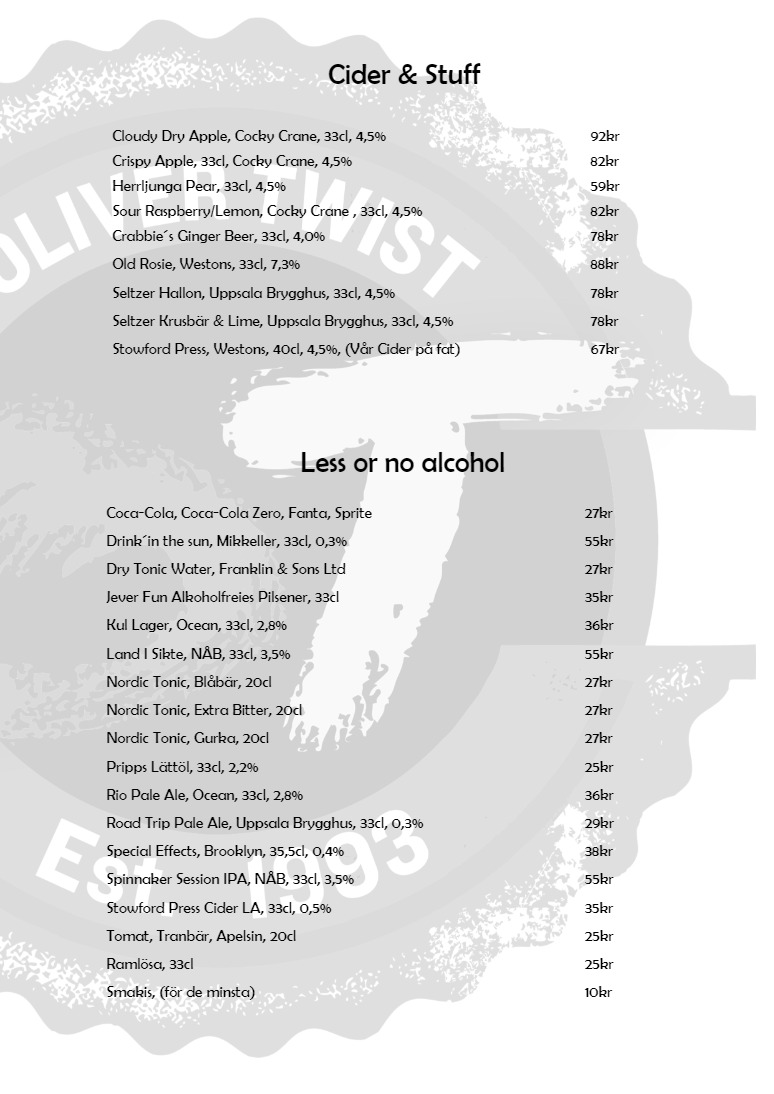 Cider & Stuff
Cloudy Dry Apple, Cocky Crane, 33cl, 4,5% 92kr
Crispy Apple, 33cl, Cocky Crane, 4,5% 82kr
Herrljunga Pear, 33cl, 4,5% 59kr
Sour Raspberry/Lemon, Cocky Crane , 33cl, 4,5% 82kr
Crabbie´s Ginger Beer, 33cl, 4,0% 78kr
Old Rosie, Westons, 33cl, 7,3% 88kr
Seltzer Hallon, Uppsala Brygghus, 33cl, 4,5% 78kr
Seltzer Krusbär & Lime, Uppsala Brygghus, 33cl, 4,5% 78kr
Stowford Press, Westons, 40cl, 4,5%, (Vår Cider på fat) 67kr
OLIVER TWIST
Less or no alcohol
Coca-Cola, Coca-Cola Zero, Fanta, Sprite 27kr
Drink´in the sun, Mikkeller, 33cl, 0,3% 55kr
Dry Tonic Water, Franklin & Sons Ltd 27kr
Jever Fun Alkoholfreies Pilsener, 33cl 35kr
Kul Lager, Ocean, 33cl, 2,8% 36kr
Land I Sikte, NÅB, 33cl, 3,5% 55kr
Nordic Tonic, Blåbär, 20cl 27kr
Nordic Tonic, Extra Bitter, 20cl 27kr
Nordic Tonic, Gurka, 20cl 27kr
Pripps Lättöl, 33cl, 2,2% 25kr
Rio Pale Ale, Ocean, 33cl, 2,8% 36kr
Road Trip Pale Ale, Uppsala Brygghus, 33cl, 0,3% 29kr
Special Effects, Brooklyn, 35,5cl, 0,4% 38kr
Spinnaker Session IPA, NÅB, 33cl, 3,5% 55kr
Stowford Press Cider LA, 33cl, 0,5% 35kr
Tomat, Tranbär, Apelsin, 20cl 25kr
Ramlösa, 33cl 25kr
Smakis, (för de minsta) 10kr
Est. 1993